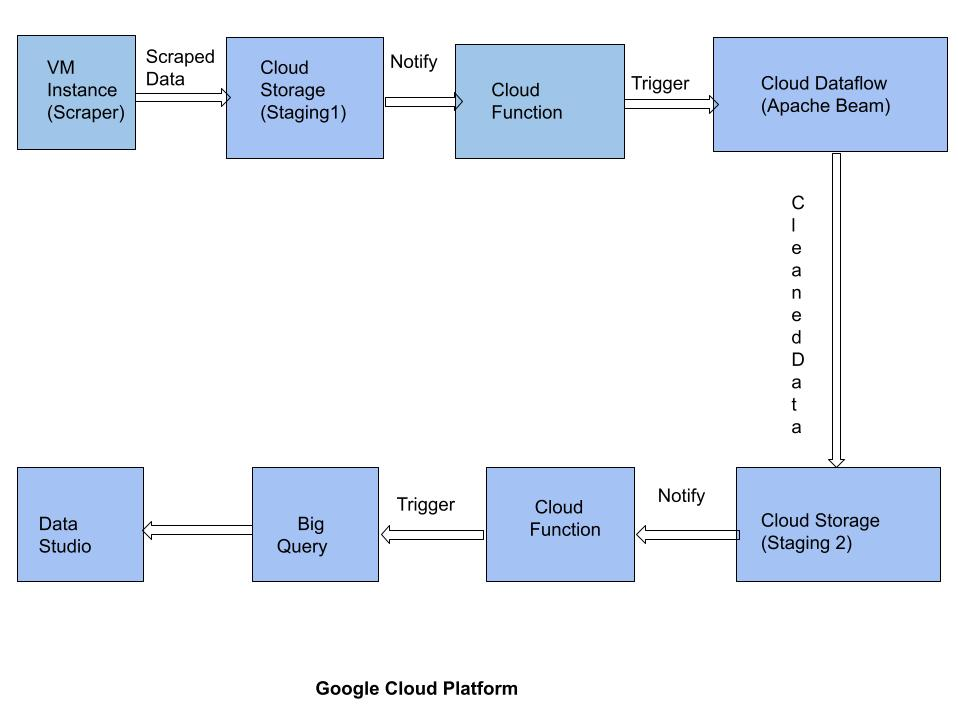 VM
Instance
(Scraper)
Scraped
Data
Cloud
Storage
(Staging1)
Notify
Cloud
Function
Trigger
Cloud Dataflow
(Apache Beam)
C
l
e
a
n
e
d
D
a
t
a
Data
Studio
Big
Query
Trigger
Cloud
Function
Notify
Cloud Storage
(Staging 2)
Google Cloud Platform